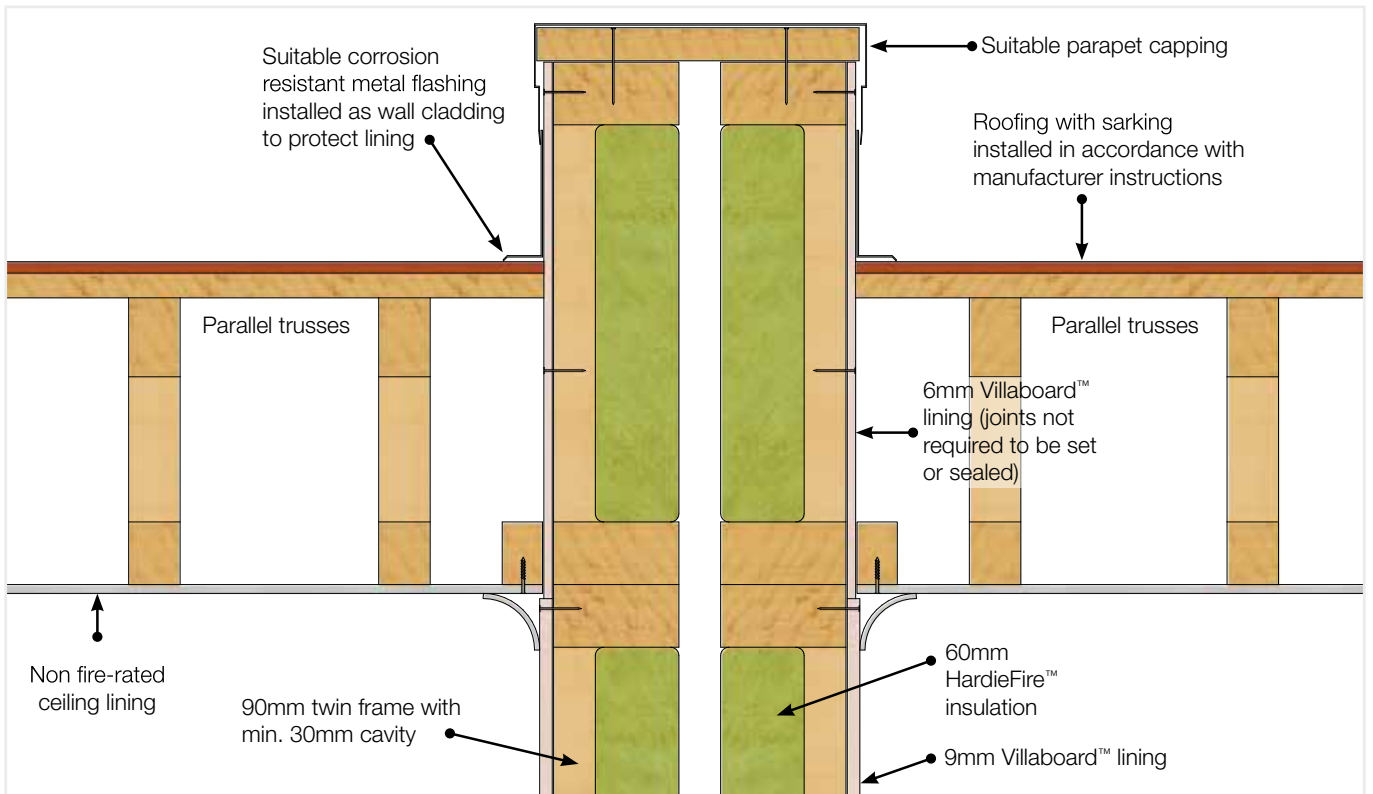 Suitable corrosion
resistant metal flashing
installed as wall cladding
to protect lining
Suitable parapet capping
Roofing with sarking
installed in accordance with
manufacturer instructions
Parallel trusses
Parallel trusses
6mm Villaboard™
lining (joints not
required to be set
or sealed)
Non fire-rated
ceiling lining
90mm twin frame with
min. 30mm cavity
60mm
HardieFire™
insulation
9mm Villaboard™ lining